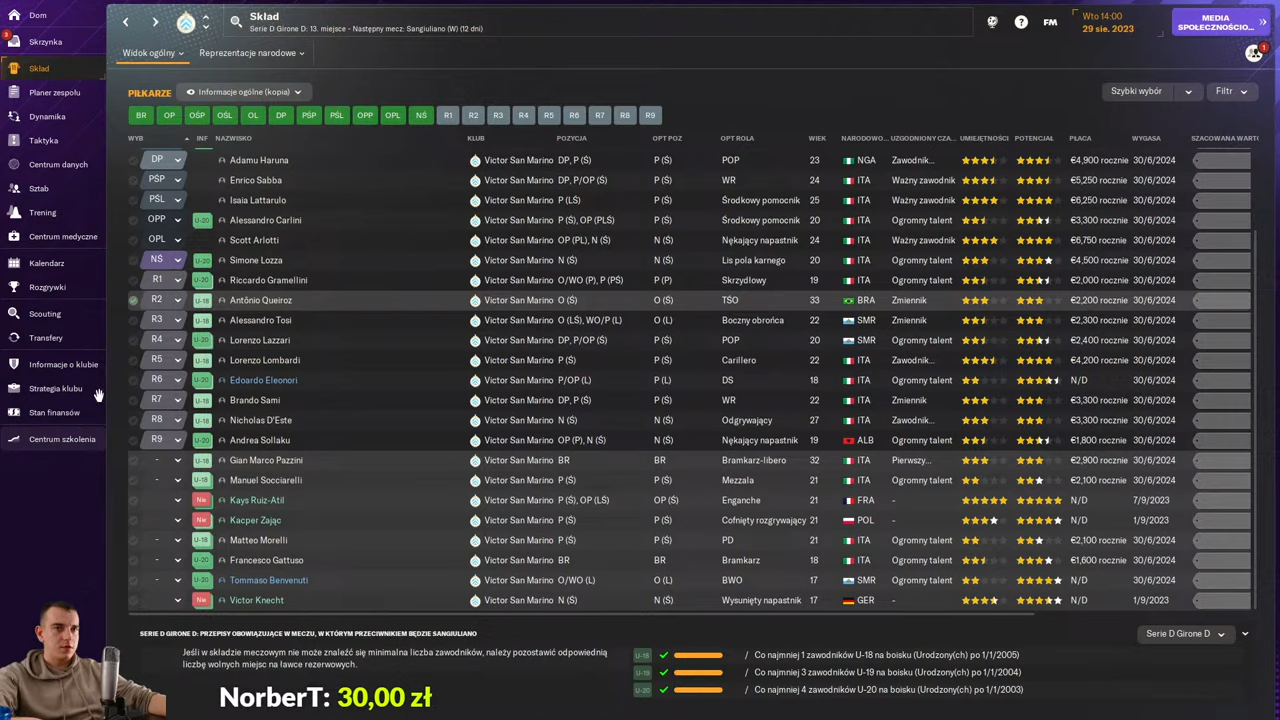 Dom
3
Skrzynka
Skład
Planer zespołu
Dynamika
Taktyka
Centrum danych
Sztab
Trening
Centrum medyczne
Kalendarz
Rozgrywki
Scouting
Transfery
Informacje o klubie
Strategia klubu
Stan finansów
Centrum szkolenia
Skład
Serie D Girone D: 13. miejsce - Następny mecz: Sangiuliano (W) (12 dni)
FM
Wto 14:00
29 sie. 2023
MEDIA
SPOŁECZNOŚCIO...
Widok ogólny
Reprezentacje narodowe
1
PIŁKARZE
Informacje ogólne (kopia)
Szybki wybór
Filtr
BR OP OŚP OŚL OL DP PŚP PŚL OPP OPL NŚ R1 R2 R3 R4 R5 R6 R7 R8 R9
WYB INF NAZWISKO KLUB POZYCJA OPT POZ OPT ROLA WIEK NARODOWO... UZGODNIONY CZA... UMIEJĘTNOŚCI POTENCJAŁ PŁACA WYGASA SZACOWANA WARTO
DP Adamu Haruna Victor San Marino DP, P (Ś) P (Ś) POP 23 NGA Zawodnik... €4,900 rocznie 30/6/2024
PŚP Enrico Sabba Victor San Marino DP, P/OP (Ś) P (Ś) WR 24 ITA Ważny zawodnik €5,250 rocznie 30/6/2024
PŚL Isaia Lattarulo Victor San Marino P (LŚ) P (Ś) Środkowy pomocnik 25 ITA Ważny zawodnik €6,250 rocznie 30/6/2024
OPP U-20 Alessandro Carlini Victor San Marino P (Ś), OP (PLŚ) P (Ś) Środkowy pomocnik 20 ITA Ogromny talent €3,300 rocznie 30/6/2024
OPL Scott Arlotti Victor San Marino OP (PL), N (Ś) N (Ś) Nękający napastnik 24 ITA Ważny zawodnik €6,750 rocznie 30/6/2024
NŚ U-20 Simone Lozza Victor San Marino N (Ś) N (Ś) Lis pola karnego 20 ITA Ogromny talent €4,500 rocznie 30/6/2024
R1 U-20 Riccardo Gramellini Victor San Marino O/WO (P), P (PŚ) P (P) Skrzydłowy 19 ITA Ogromny talent €2,000 rocznie 30/6/2024
R2 U-18 Antônio Queiroz Victor San Marino O (Ś) O (Ś) TŚO 33 BRA Zmiennik €2,200 rocznie 30/6/2024
R3 U-18 Alessandro Tosi Victor San Marino O (LŚ), WO/P (L) O (L) Boczny obrońca 22 SMR Zmiennik €2,300 rocznie 30/6/2024
R4 U-20 Lorenzo Lazzari Victor San Marino DP, P/OP (Ś) P (Ś) POP 20 SMR Ogromny talent €2,400 rocznie 30/6/2024
R5 U-18 Lorenzo Lombardi Victor San Marino P (Ś) P (Ś) Carillero 22 ITA Zawodnik... €4,200 rocznie 30/6/2024
R6 U-20 Edoardo Eleonori Victor San Marino P/OP (L) P (L) DS 18 ITA Ogromny talent N/D 30/6/2024
R7 U-18 Brando Sami Victor San Marino DP, P (Ś) P (Ś) WR 22 ITA Ogromny talent €3,300 rocznie 30/6/2024
R8 U-18 Nicholas D'Este Victor San Marino N (Ś) N (Ś) Odgrywający 27 ITA Zawodnik... €3,300 rocznie 30/6/2024
R9 U-20 Andrea Sollaku Victor San Marino OP (P), N (Ś) N (Ś) Nękający napastnik 19 ALB Ogromny talent €1,800 rocznie 30/6/2024
- U-18 Gian Marco Pazzini Victor San Marino BR BR Bramkarz-libero 32 ITA Pierwszy... €2,900 rocznie 30/6/2024
- U-18 Manuel Socciarelli Victor San Marino P (Ś) P (Ś) Mezzala 21 ITA Ogromny talent €2,100 rocznie 30/6/2024
Nw Kays Ruiz-Atil Victor San Marino P (Ś), OP (LŚ) OP (Ś) Enganche 21 FRA - N/D 7/9/2023
Nw Kacper Zając Victor San Marino P (Ś) P (Ś) Cofnięty rozgrywający 21 POL - N/D 1/9/2023
- U-18 Matteo Morelli Victor San Marino P (Ś) P (Ś) PD 21 ITA Ogromny talent €2,100 rocznie 30/6/2024
- U-20 Francesco Gattuso Victor San Marino BR BR Bramkarz 18 ITA Ogromny talent €1,600 rocznie 30/6/2024
- U-20 Tommaso Benvenuti Victor San Marino O/WO (L) O (L) BWO 17 SMR Ogromny talent N/D 30/6/2024
Nw Victor Knecht Victor San Marino N (Ś) N (Ś) Wysunięty napastnik 17 GER - N/D 1/9/2023
SERIE D GIRONE D: PRZEPISY OBOWIĄZUJĄCE W MECZU, W KTÓRYM PRZECIWNIKIEM BĘDZIE SANGIULIANO
Serie D Girone D
Jeśli w składzie meczowym nie może znaleźć się minimalna liczba zawodników, należy pozostawić odpowiednią
liczbę wolnych miejsc na ławce rezerwowych.
U-18 / Co najmniej 1 zawodników U-18 na boisku (Urodzony(ch) po 1/1/2005)
U-19 / Co najmniej 3 zawodników U-19 na boisku (Urodzony(ch) po 1/1/2004)
U-20 / Co najmniej 4 zawodników U-20 na boisku (Urodzony(ch) po 1/1/2003)
NorberT: 30,00 zł